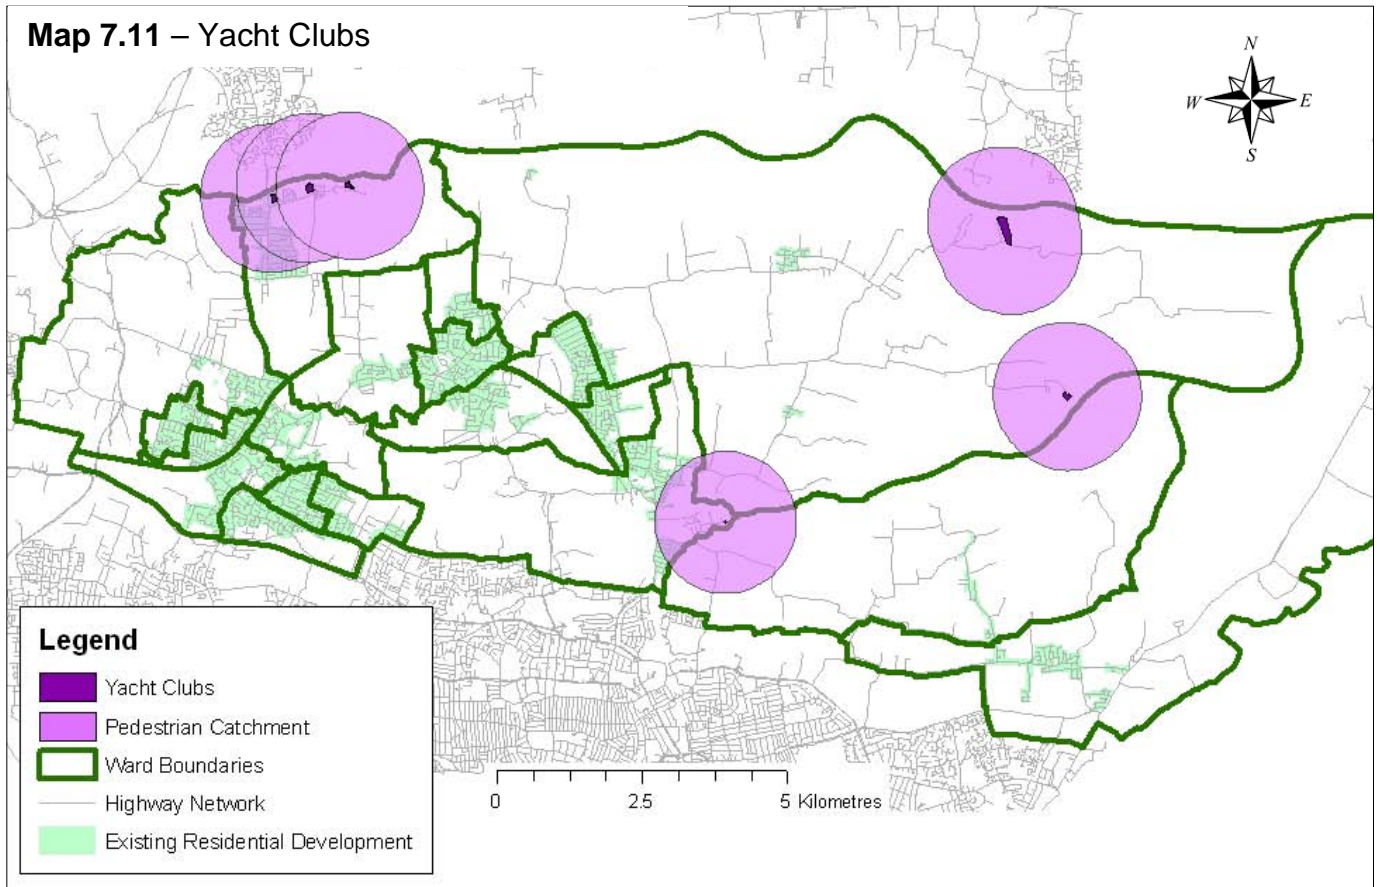 Map 7.11 – Yacht Clubs
N
W E
S
Legend
Yacht Clubs
Pedestrian Catchment
Ward Boundaries
Highway Network
Existing Residential Development
0 2.5 5 Kilometres